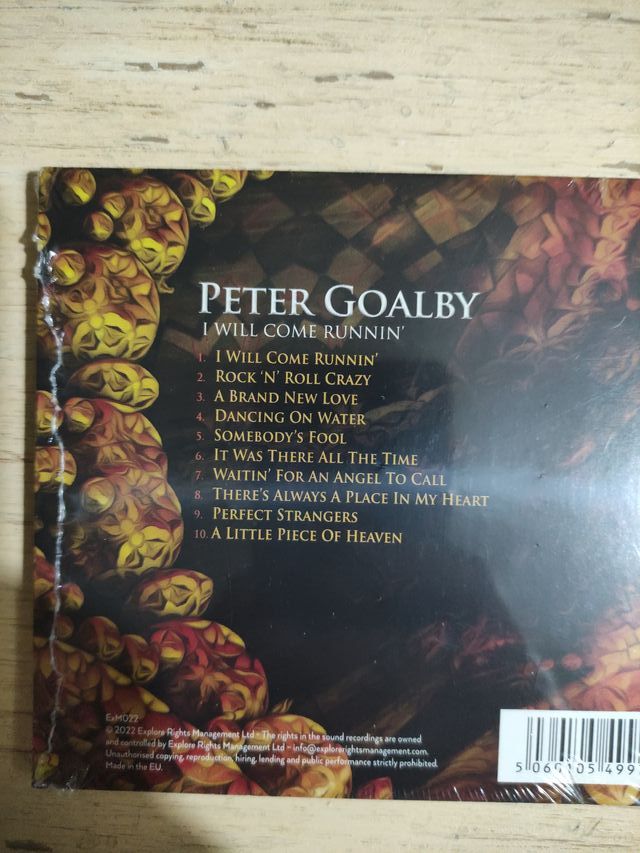 PETER GOALBY
I WILL COME RUNNIN'
1. I WILL COME RUNNIN'
2. ROCK 'N' ROLL CRAZY
3. A BRAND NEW LOVE
4. DANCING ON WATER
5. SOMEBODY'S FOOL
6. IT WAS THERE ALL THE TIME
7. WAITIN' FOR AN ANGEL TO CALL
8. THERE'S ALWAYS A PLACE IN MY HEART
9. PERFECT STRANGERS
10. A LITTLE PIECE OF HEAVEN
ExM022
© 2022 Explore Rights Management Ltd - The rights in the sound recordings are owned
and controlled by Explore Rights Management Ltd - info@explorerightsmanagement.com.
Unauthorised copying, reproduction, hiring, lending and public performance strictly prohibited.
Made in the EU.